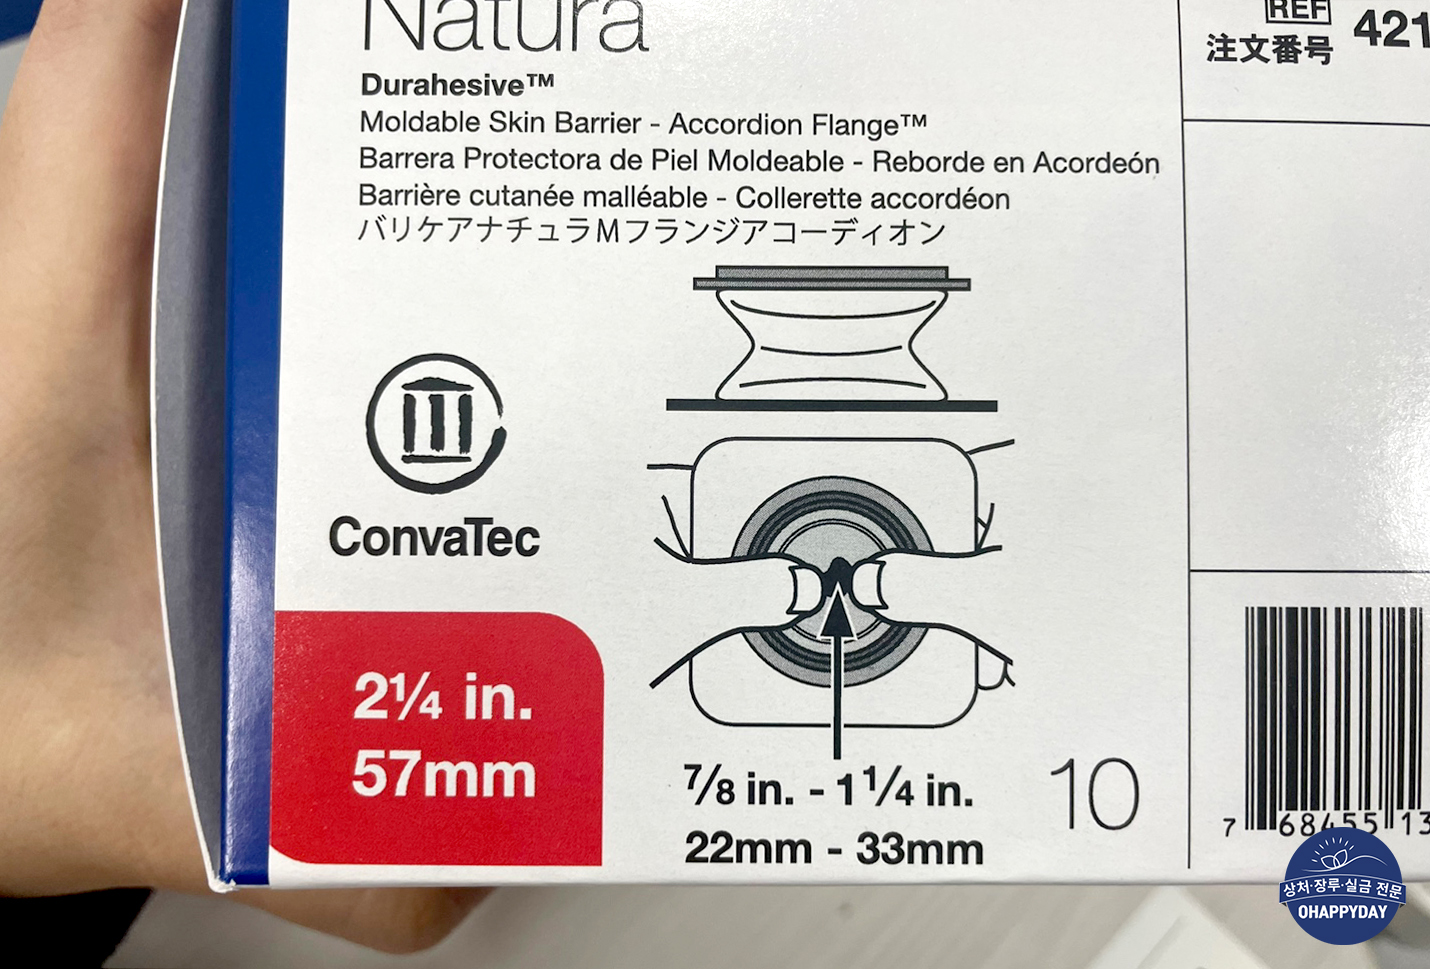 Natura
Durahesive™
Moldable Skin Barrier - Accordion Flange™
Barrera Protectora de Piel Moldeable - Reborde en Acordeón
Barrière cutanée malléable - Collerette accordéon
バリケアナチュラMフランジアコーディオン
REF
注文番号
421
ConvaTec
2¼ in.
57mm
⅞ in. - 1¼ in.
22mm - 33mm
10
7 68455 13
상처·장루·실금 전문
OHAPPYDAY